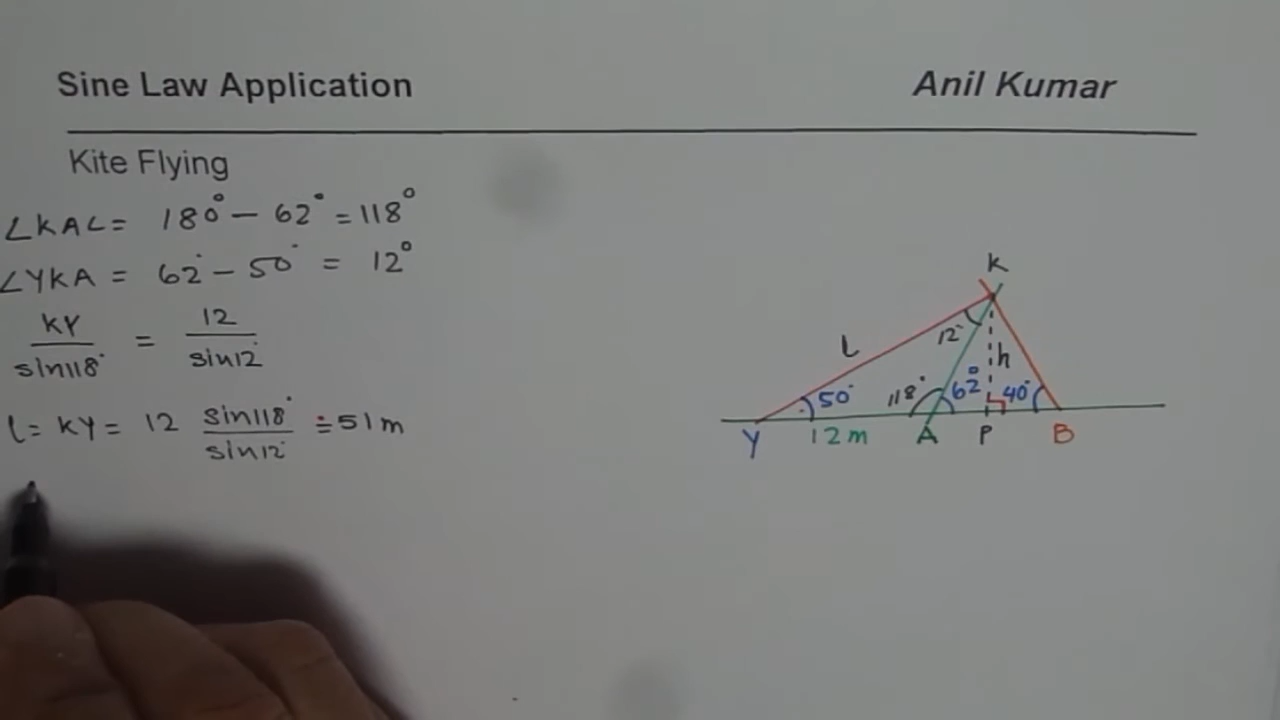 Sine Law Application
Anil Kumar
Kite Flying
∠KAL = 180° - 62° = 118°
∠YKA = 62° - 50° = 12°
KY / sin118° = 12 / sin12°
l = KY = 12 sin118° / sin12° ≐ 51 m
K
l
12°
h
50°
118°
62°
40°
Y
12 m
A
P
B